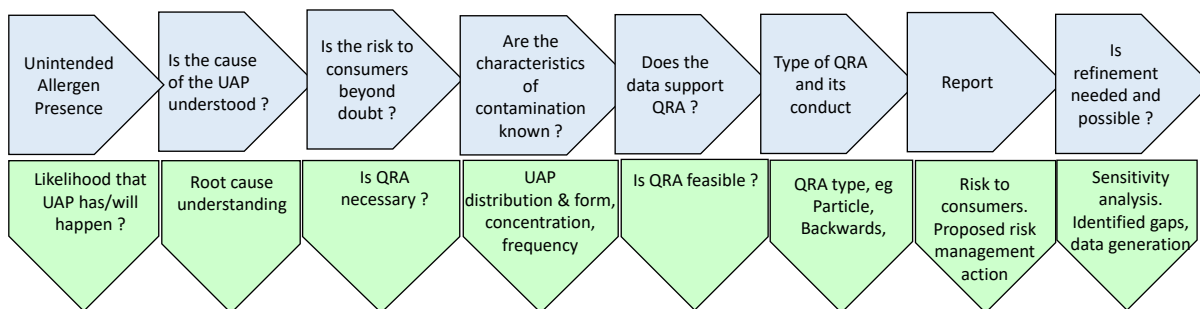 Unintended
Allergen
Presence
Is the cause
of the UAP
understood ?
Is the risk to
consumers
beyond
doubt ?
Are the
characteristics
of
contamination
known ?
Does the
data support
QRA ?
Type of QRA
and its
conduct
Report
Is
refinement
needed and
possible ?
Likelihood that
UAP has/will
happen ?
Root cause
understanding
Is QRA
necessary ?
UAP
distribution & form,
concentration,
frequency
Is QRA feasible ?
QRA type, eg
Particle,
Backwards,
Risk to
consumers.
Proposed risk
management
action
Sensitivity
analysis.
Identified gaps,
data generation